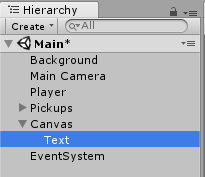 Hierarchy
Create All
Main*
Background
Main Camera
Player
Pickups
Canvas
Text
EventSystem